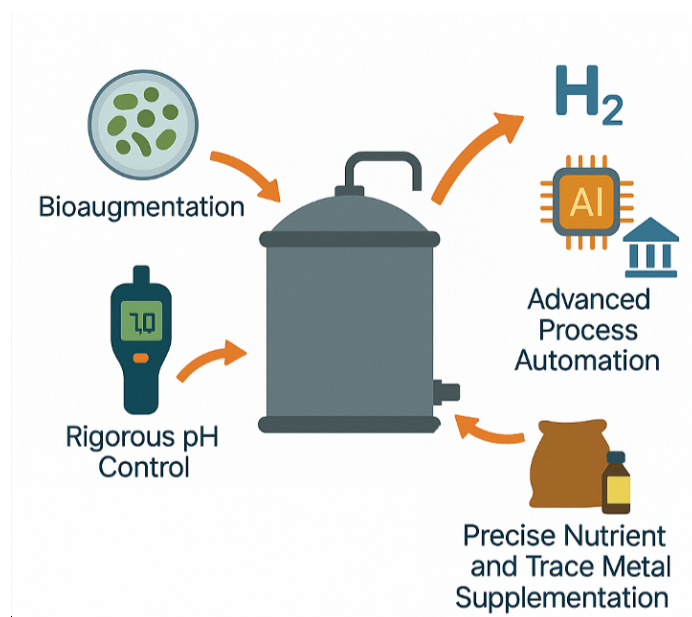 H₂
Bioaugmentation
AI
Advanced
Process
Automation
7,0
Rigorous pH
Control
Precise Nutrient
and Trace Metal
Supplementation